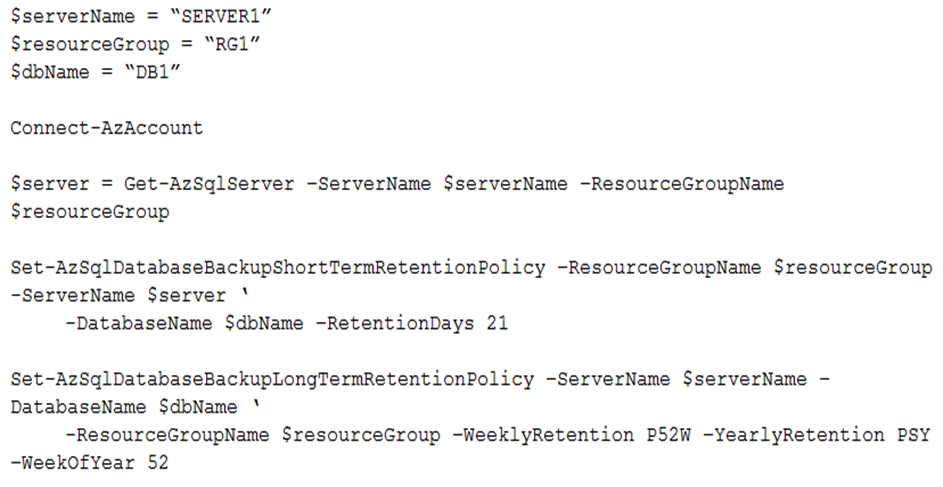 $serverName = “SERVER1”
$resourceGroup = “RG1”
$dbName = “DB1”
Connect-AzAccount
$server = Get-AzSqlServer –ServerName $serverName –ResourceGroupName
$resourceGroup
Set-AzSqlDatabaseBackupShortTermRetentionPolicy –ResourceGroupName $resourceGroup
–ServerName $server ‘
–DatabaseName $dbName –RetentionDays 21
Set-AzSqlDatabaseBackupLongTermRetentionPolicy –ServerName $serverName –
DatabaseName $dbName ‘
–ResourceGroupName $resourceGroup –WeeklyRetention P52W –YearlyRetention PSY
–WeekOfYear 52